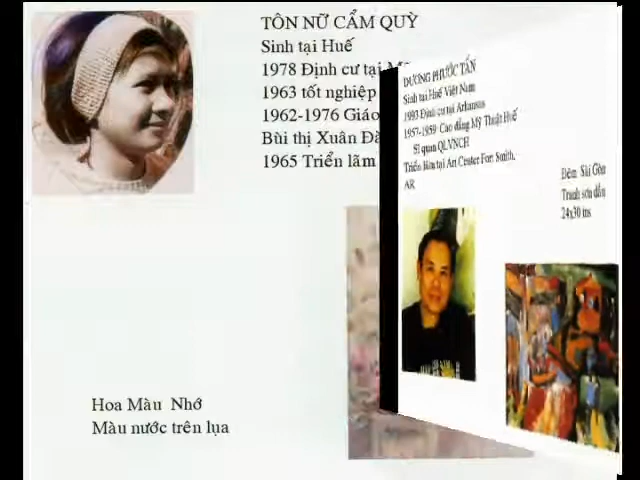 TÔN NỮ CẨM QUỲ
Sinh tại Huế
1978 Định cư tại
1963 tốt nghiệp
1962-1976 Giáo
Bùi thị Xuân
1965 Triển lãm
Hoa Màu Nhớ
Màu nước trên lụa
DƯƠNG PHƯỚC TẤN
Sinh tại Huế Việt Nam
1993 Định cư tại Arkansas
1957-1959 Cao đẳng Mỹ Thuật Huế
Sĩ quan QLVNCH
Triển lãm tại Art Center Fort Smith,
AR
Đêm Sài Gòn
Tranh sơn dầu
24x30 ins